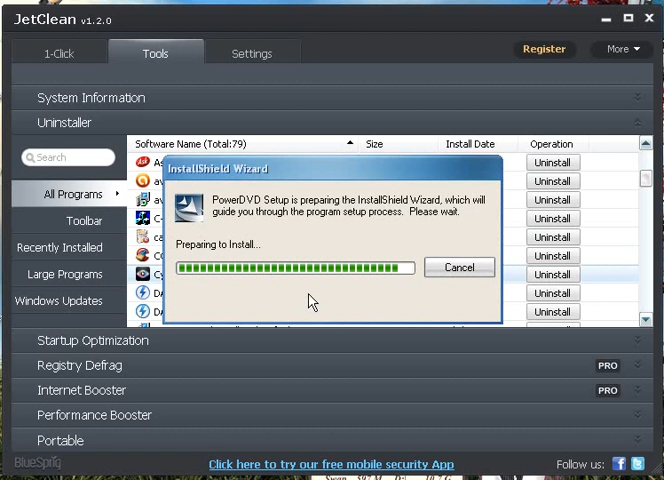 JetClean v1.2.0
1-Click
Tools
Settings
Register
More
System Information
Uninstaller
Software Name (Total:79)
Size
Install Date
Operation
Search
All Programs
Toolbar
Recently Installed
Large Programs
Windows Updates
Uninstall
Uninstall
Uninstall
Uninstall
Uninstall
Uninstall
Uninstall
Uninstall
Uninstall
InstallShield Wizard
PowerDVD Setup is preparing the InstallShield Wizard, which will
guide you through the program setup process. Please wait.
Preparing to Install...
Cancel
Startup Optimization
Registry Defrag
PRO
Internet Booster
PRO
Performance Booster
Portable
BlueSprig
Click here to try our free mobile security App
Follow us: